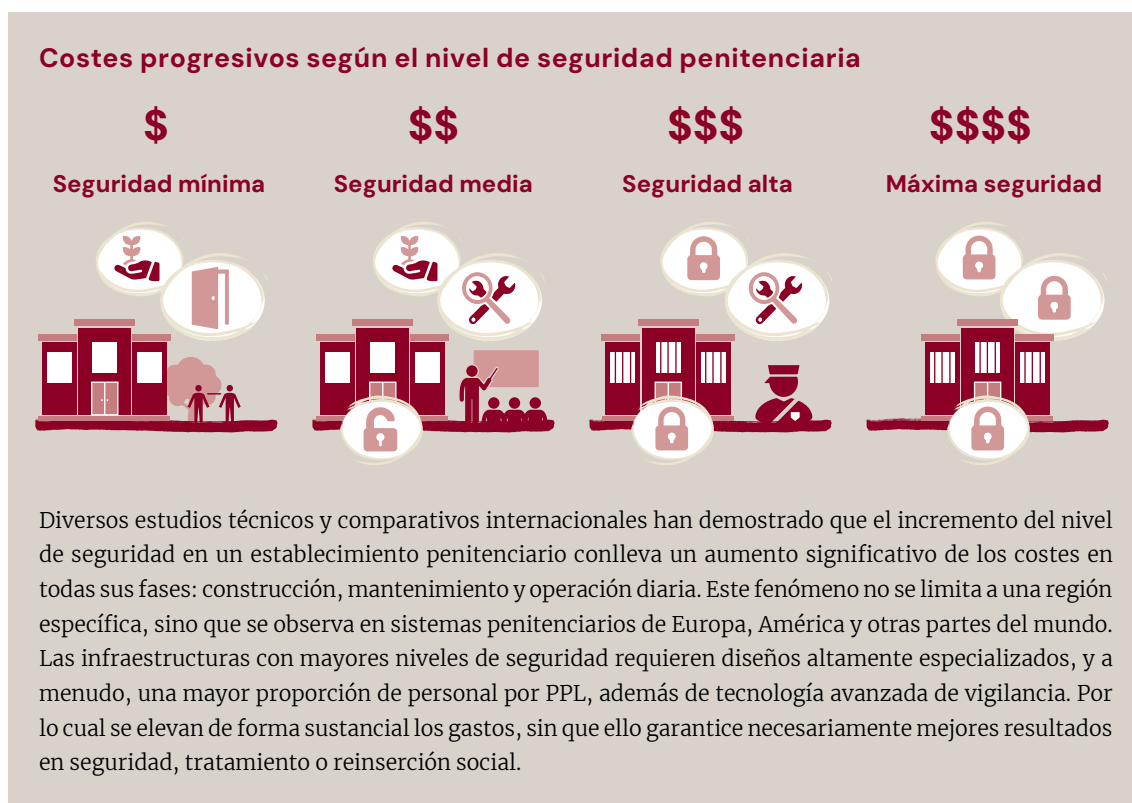 Costes progresivos según el nivel de seguridad penitenciaria
$
$$
$$$
$$$$
Seguridad mínima
Seguridad media
Seguridad alta
Máxima seguridad
Diversos estudios técnicos y comparativos internacionales han demostrado que el incremento del nivel
de seguridad en un establecimiento penitenciario conlleva un aumento significativo de los costes en
todas sus fases: construcción, mantenimiento y operación diaria. Este fenómeno no se limita a una región
específica, sino que se observa en sistemas penitenciarios de Europa, América y otras partes del mundo.
Las infraestructuras con mayores niveles de seguridad requieren diseños altamente especializados, y a
menudo, una mayor proporción de personal por PPL, además de tecnología avanzada de vigilancia. Por
lo cual se elevan de forma sustancial los gastos, sin que ello garantice necesariamente mejores resultados
en seguridad, tratamiento o reinserción social.